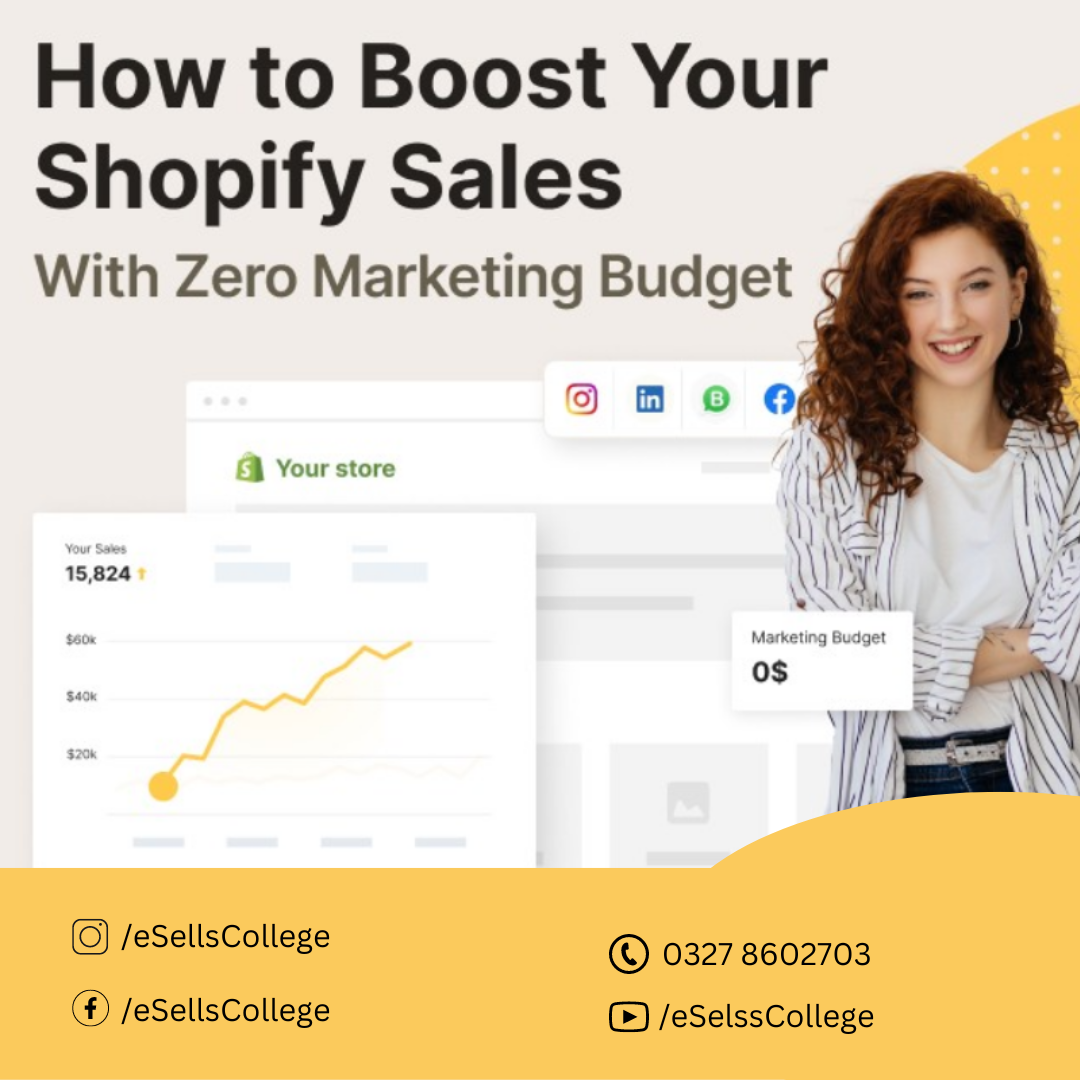 How to Boost Your
Shopify Sales
With Zero Marketing Budget
in
B
Your store
Your Sales
15,824
$60k
$40k
$20k
Marketing Budget
0$
/eSellsCollege
/eSellsCollege
0327 8602703
/eSelssCollege